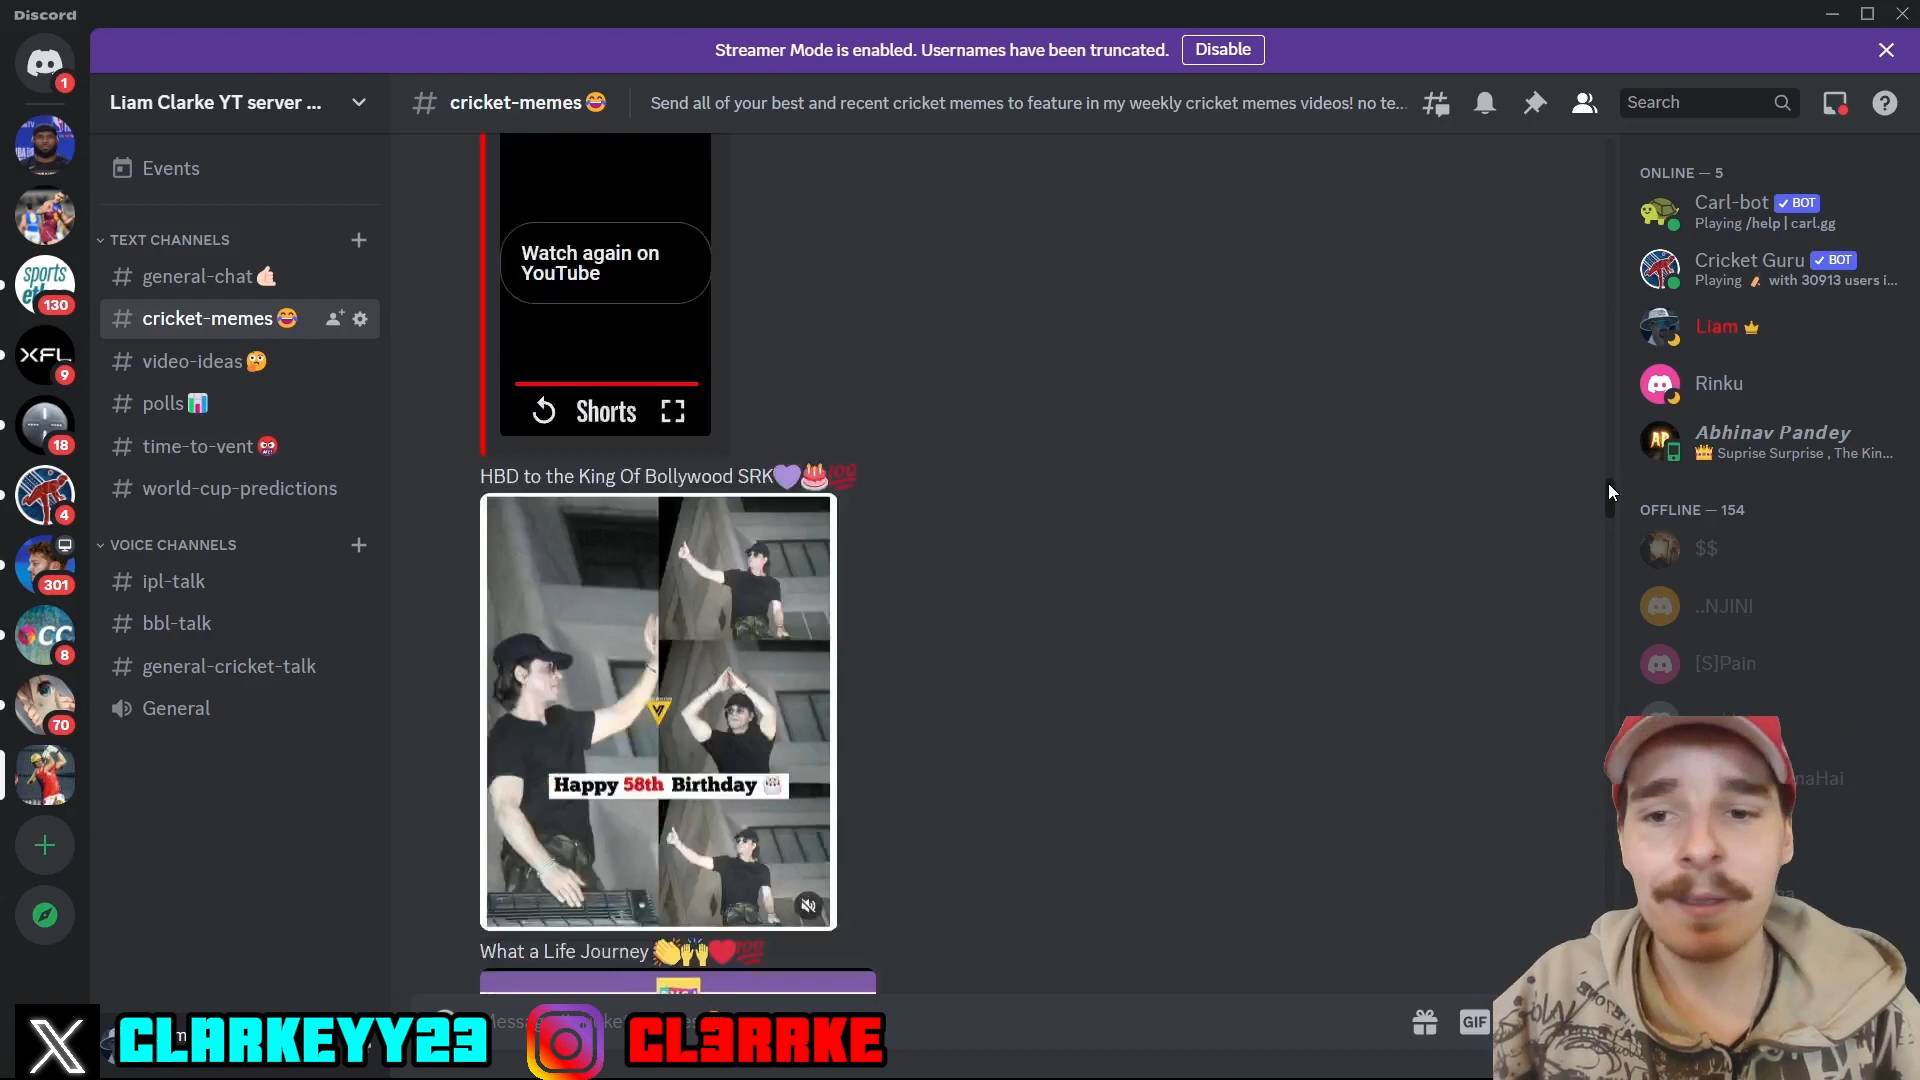 Discord
Streamer Mode is enabled. Usernames have been truncated.
Disable
1
Liam Clarke YT server ...
cricket-memes😂
Send all of your best and recent cricket memes to feature in my weekly cricket memes videos! no te...
Search
Events
TEXT CHANNELS
general-chat🤙🏻
cricket-memes😂
video-ideas🤔
polls📊
time-to-vent🤬
world-cup-predictions
VOICE CHANNELS
ipl-talk
bbl-talk
general-cricket-talk
General
sports
130
XFL
9
18
4
301
CC
8
70
Watch again on
YouTube
Shorts
HBD to the King Of Bollywood SRK💜🎂💯
Happy 58th Birthday 🎂
What a Life Journey 👏🙌❤️💯
ONLINE — 5
Carl-bot ✓ BOT
Playing /help | carl.gg
Cricket Guru ✓ BOT
Playing 🏏 with 30913 users i...
Liam 👑
Rinku
AP
Abhinav Pandey
👑 Suprise Surprise , The Kin...
OFFLINE — 154
$$
..NJINI
[S]Pain
naHai
GIF
X
CLARKEYY23
CL3RRKE